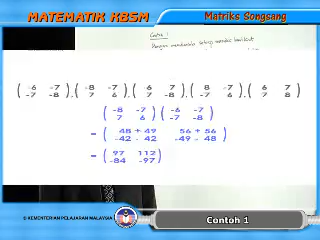 MATEMATIK KBSM
Matriks Songsang
Contoh 1
( -6 -7 -7 -8 ) , ( -8 -7 7 6 ) , ( 6 7 7 -8 ) , ( 8 -7 -7 6 ) , ( 6 7 7 8 )
( -8 -7 7 6 ) ( -6 -7 -7 -8 )
= ( 48 + 49 56 + 56 -42 - 42 -49 - 48 )
= ( 97 112 -84 -97 )
© KEMENTERIAN PELAJARAN MALAYSIA
Contoh 1